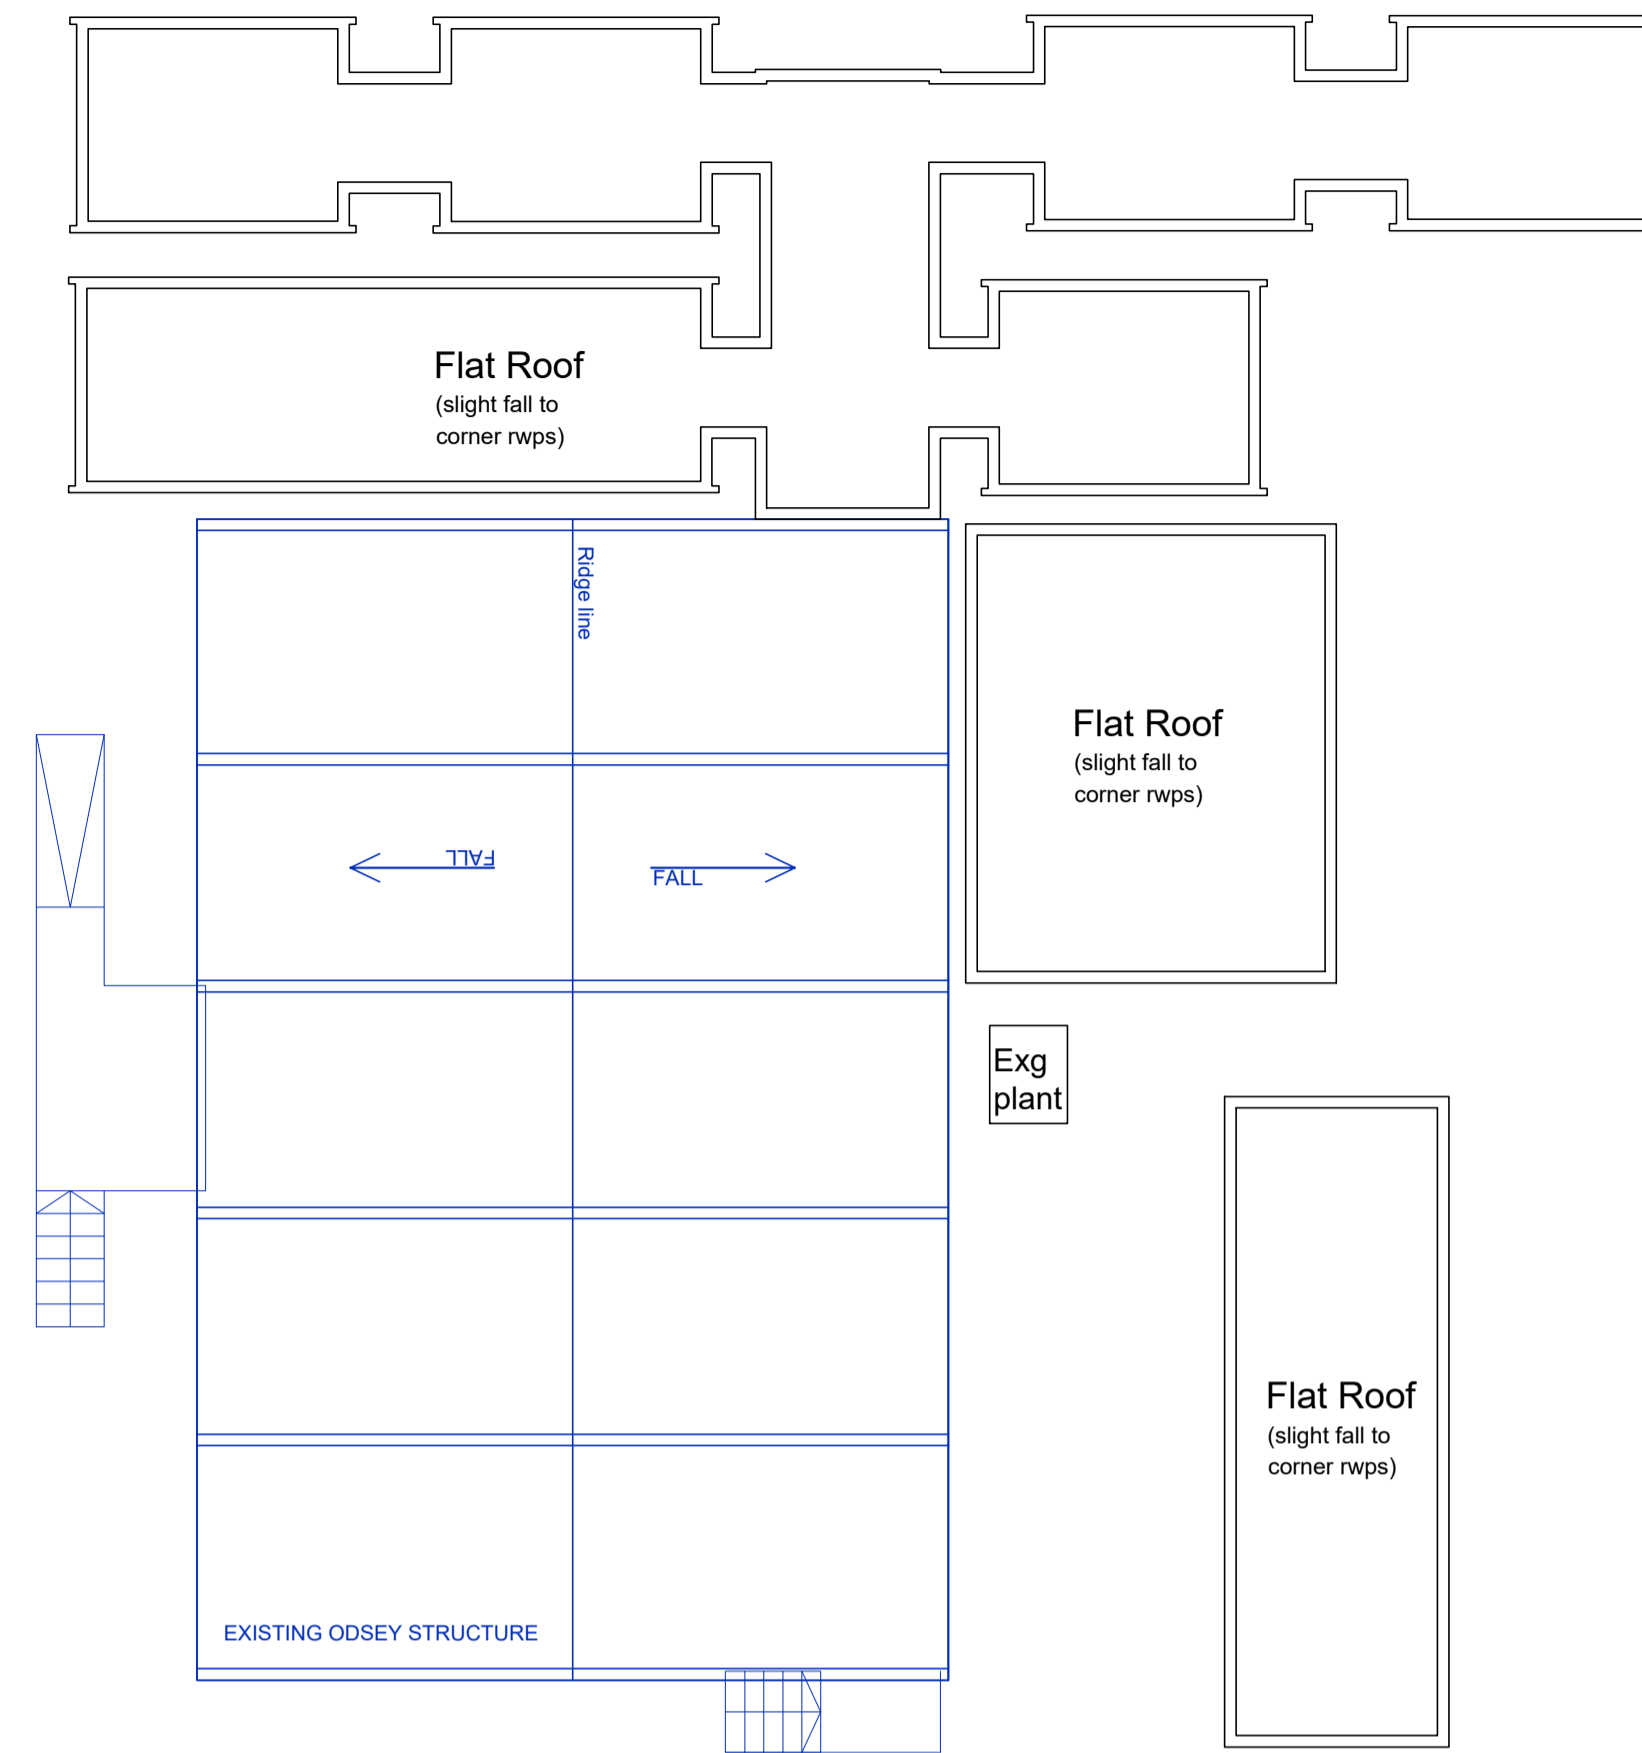 Flat Roof
(slight fall to
corner rwps)
Ridge line
Flat Roof
(slight fall to
corner rwps)
FALL
FALL
Exg
plant
Flat Roof
(slight fall to
corner rwps)
EXISTING ODSEY STRUCTURE